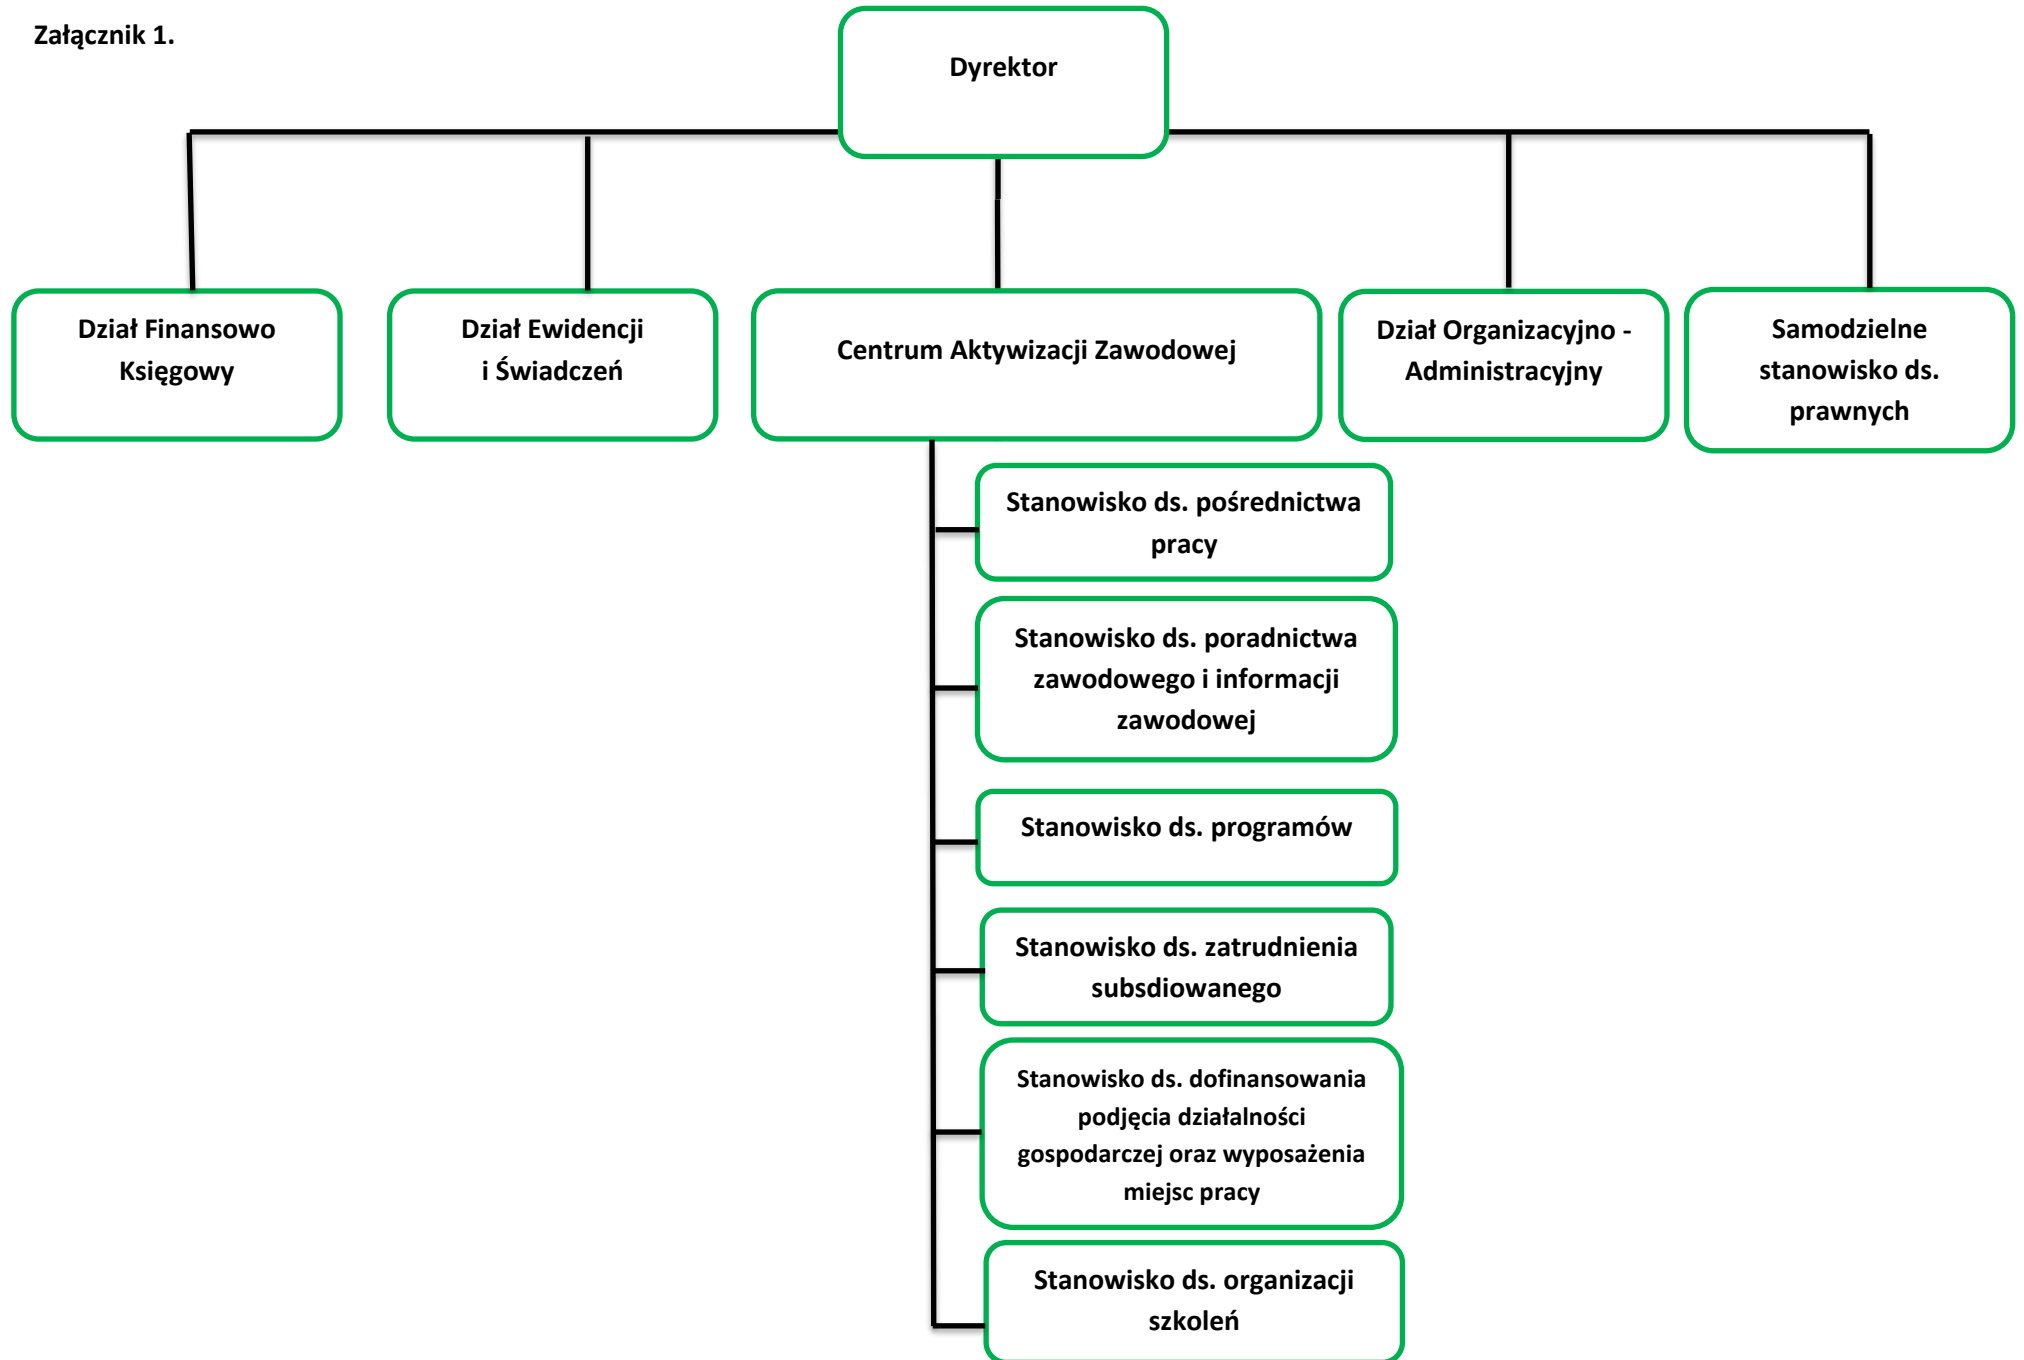 Załącznik 1.
Dyrektor
Dział Finansowo
Księgowy
Dział Ewidencji
i Świadczeń
Centrum Aktywizacji Zawodowej
Dział Organizacyjno -
Administracyjny
Samodzielne
stanowisko ds.
prawnych
Stanowisko ds. pośrednictwa
pracy
Stanowisko ds. poradnictwa
zawodowego i informacji
zawodowej
Stanowisko ds. programów
Stanowisko ds. zatrudnienia
subsdiowanego
Stanowisko ds. dofinansowania
podjęcia działalności
gospodarczej oraz wyposażenia
miejsc pracy
Stanowisko ds. organizacji
szkoleń